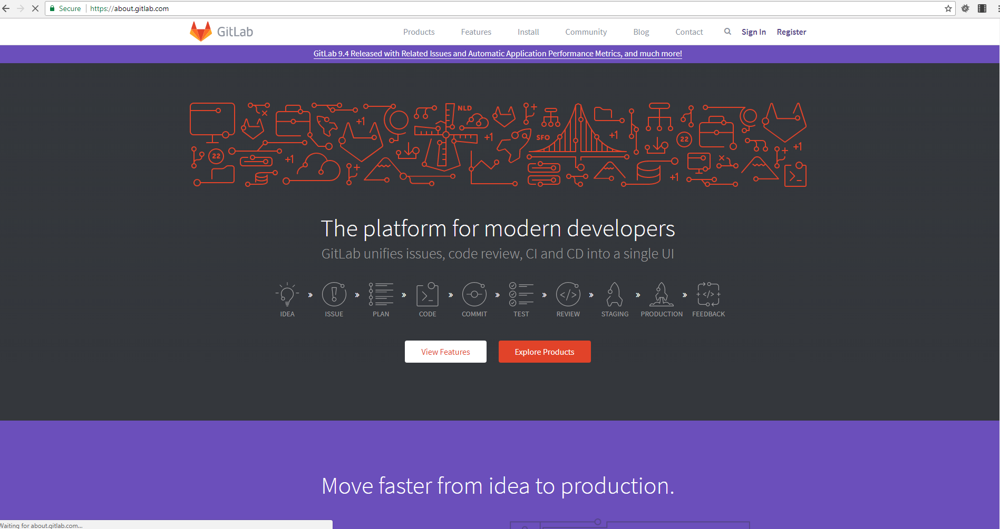 Secure https://about.gitlab.com
GitLab Products Features Install Community Blog Contact Sign In Register
GitLab 9.4 Released with Related Issues and Automatic Application Performance Metrics, and much more!
NLD
+1
+1
SFO
+1
22
+1
22
+1
+1
The platform for modern developers
GitLab unifies issues, code review, CI and CD into a single UI
IDEA » ISSUE » PLAN » CODE » COMMIT » TEST » REVIEW » STAGING » PRODUCTION » FEEDBACK
View Features Explore Products
Move faster from idea to production.
Waiting for about.gitlab.com...